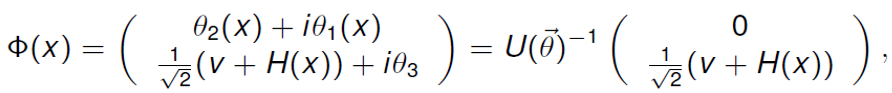 Φ(x) = ( θ₂(x) + iθ₁(x)
1/√2 (v + H(x)) + iθ₃ ) = U(θ⃗)⁻¹ ( 0
1/√2 (v + H(x)) ) ,